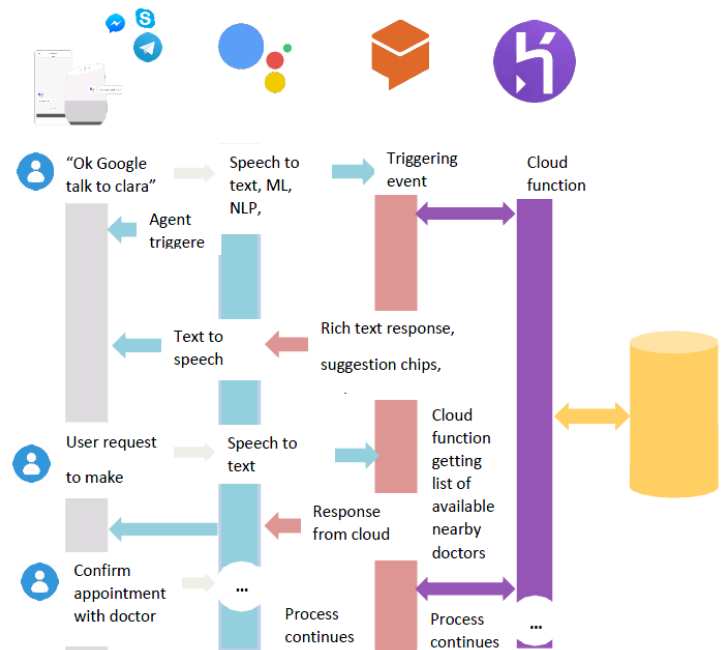 “Ok Google
talk to clara”
Speech to
text, ML,
NLP,
Triggering
event
Cloud
function
Agent
triggere
Text to
speech
Rich text response,
suggestion chips,
User request
to make
Speech to
text
Cloud
function
getting
list of
available
nearby
doctors
Response
from cloud
Confirm
appointment
with doctor
...
Process
continues
Process
continues
...